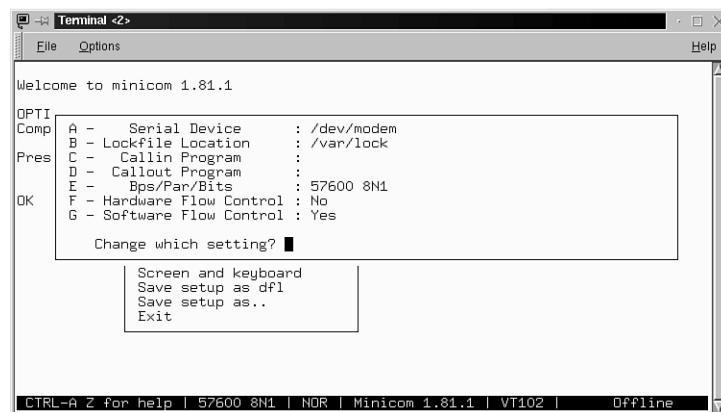 Terminal <2>
File Options Help
Welcome to minicom 1.81.1
OPTI
Comp
Pres
OK
A - Serial Device : /dev/modem
B - Lockfile Location : /var/lock
C - Callin Program :
D - Callout Program :
E - Bps/Par/Bits : 57600 8N1
F - Hardware Flow Control : No
G - Software Flow Control : Yes
Change which setting?
Screen and keyboard
Save setup as dfl
Save setup as..
Exit
CTRL-A Z for help | 57600 8N1 | NOR | Minicom 1.81.1 | VT102 | Offline